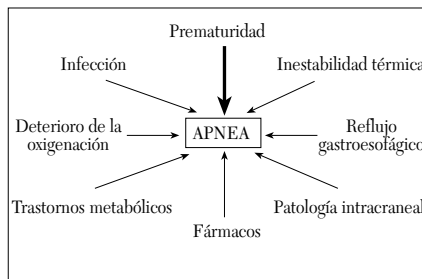 Prematuridad
Infección
Inestabilidad térmica
Deterioro de la
oxigenación
APNEA
Reflujo
gastroesofágico
Trastornos metabólicos
Patología intracraneal
Fármacos